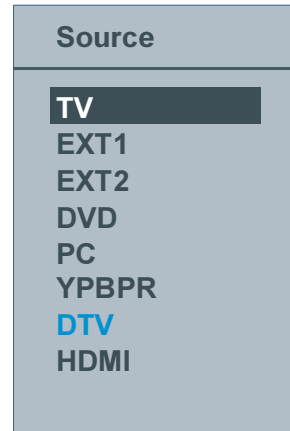 Source
TV
EXT1
EXT2
DVD
PC
YPBPR
DTV
HDMI